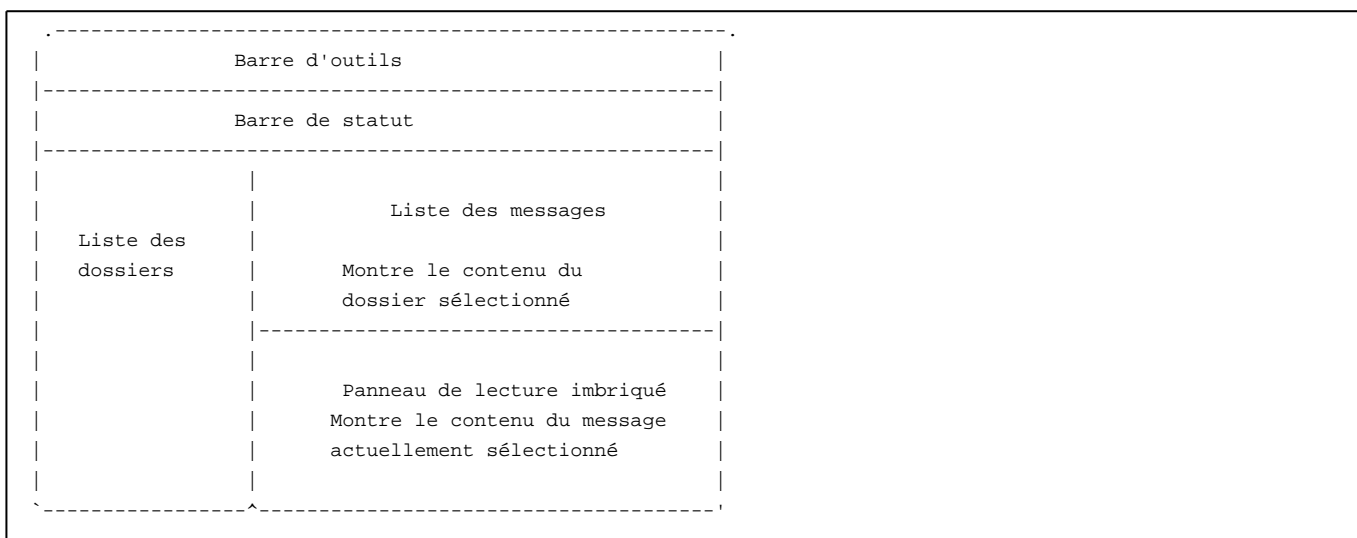 .--------------------------------------------------------.
| Barre d'outils |
|--------------------------------------------------------|
| Barre de statut |
|--------------------------------------------------------|
| | |
| | Liste des messages |
| Liste des | |
| dossiers | Montre le contenu du |
| | dossier sélectionné |
| |--------------------------------------|
| | |
| | Panneau de lecture imbriqué |
| | Montre le contenu du message |
| | actuellement sélectionné |
| | |
`-----------------^--------------------------------------'